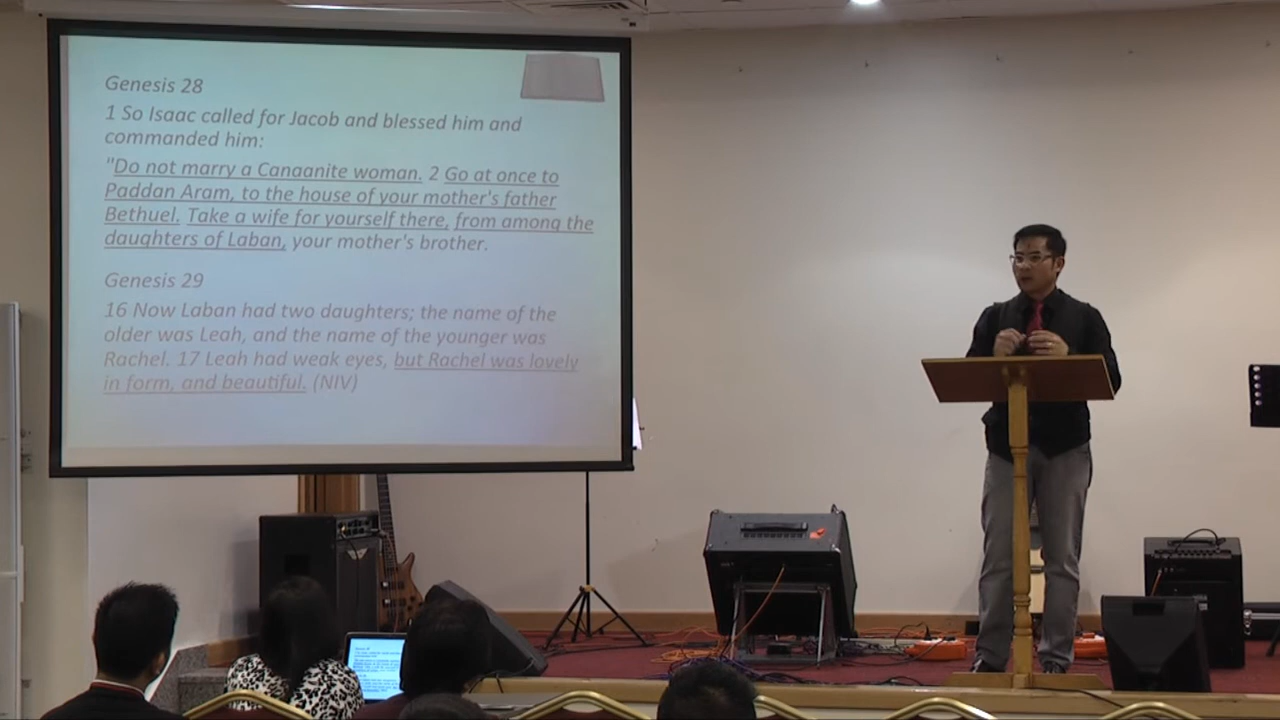 Genesis 28
1 So Isaac called for Jacob and blessed him and
commanded him:
"Do not marry a Canaanite woman. 2 Go at once to
Paddan Aram, to the house of your mother's father
Bethuel. Take a wife for yourself there, from among the
daughters of Laban, your mother's brother.
Genesis 29
16 Now Laban had two daughters; the name of the
older was Leah, and the name of the younger was
Rachel. 17 Leah had weak eyes, but Rachel was lovely
in form, and beautiful. (NIV)